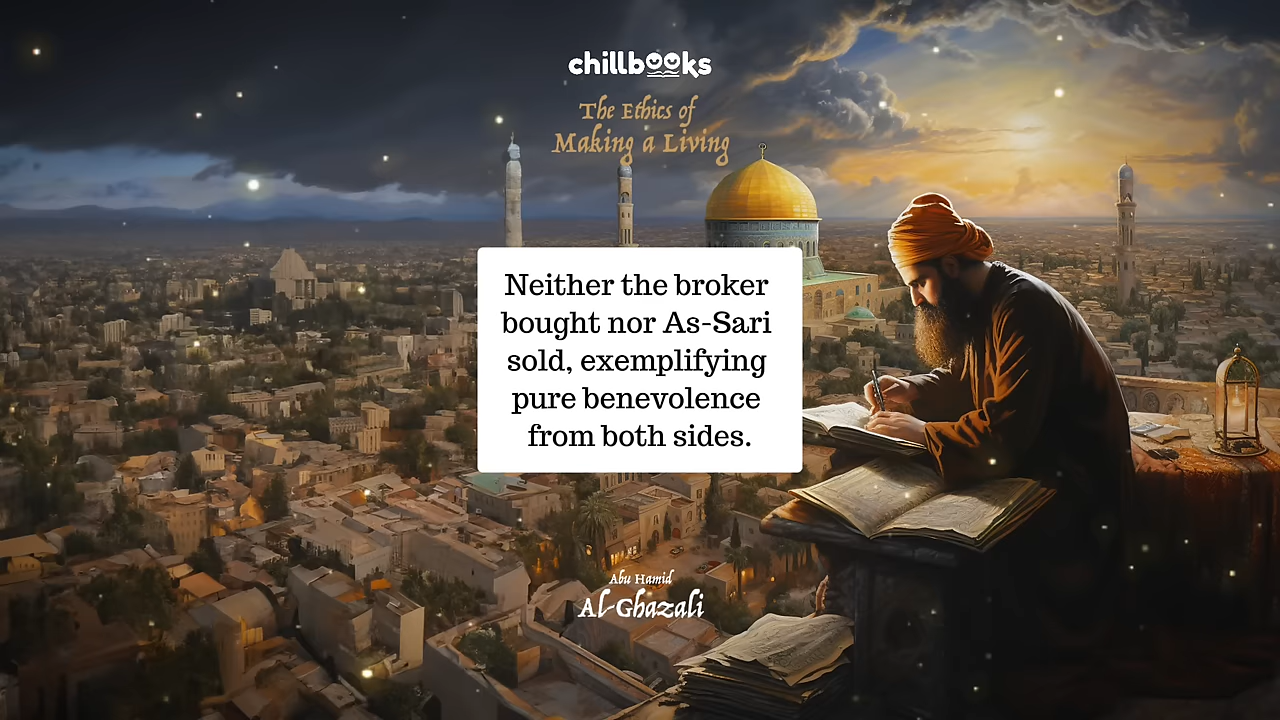 chillbooks
The Ethics of
Making a Living
Neither the broker
bought nor As-Sari
sold, exemplifying
pure benevolence
from both sides.
Abu Hamid
Al-Ghazali